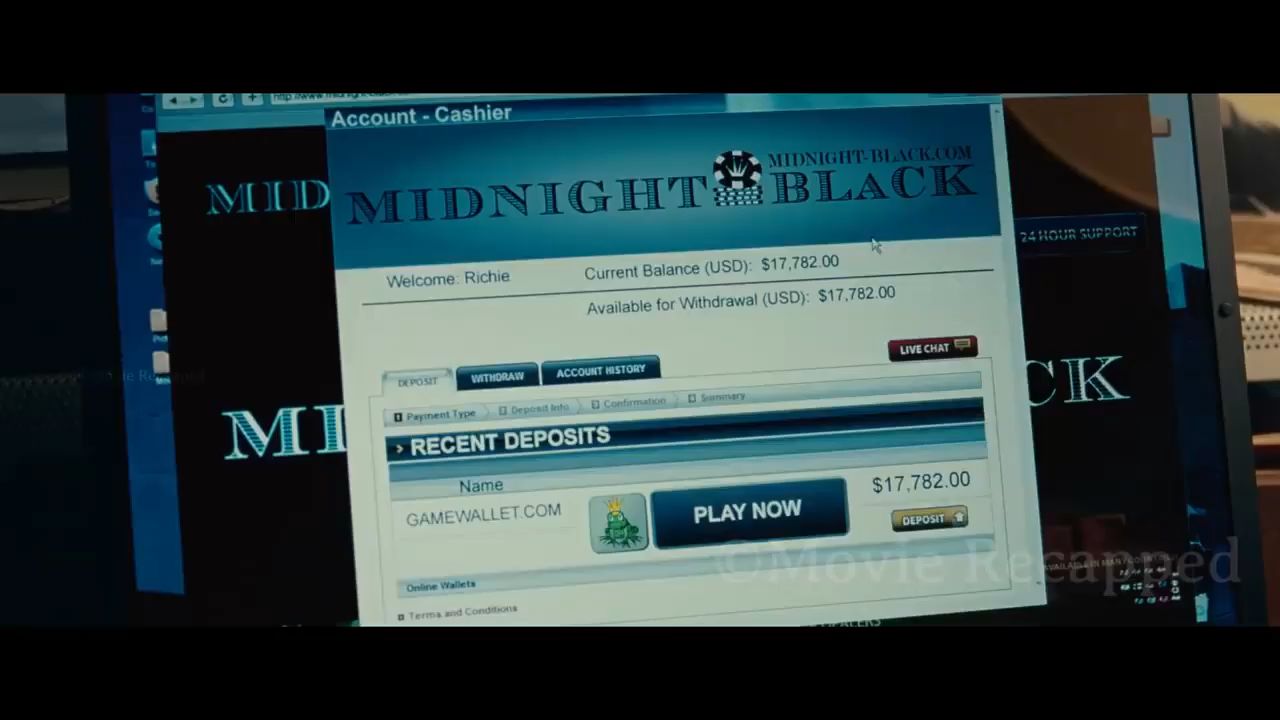 Account - Cashier
MID
MIDNIGHT BLACK
MIDNIGHT-BLACK.COM
24 HOUR SUPPORT
Welcome: Richie
Current Balance (USD): $17,782.00
Available for Withdrawal (USD): $17,782.00
LIVE CHAT
DEPOSIT
WITHDRAW
ACCOUNT HISTORY
Payment Type
Deposit Info
Confirmation
Summary
MI
CK
> RECENT DEPOSITS
Name
$17,782.00
GAMEWALLET.COM
PLAY NOW
DEPOSIT
©Movie Recapped
Online Wallets
Terms and Conditions